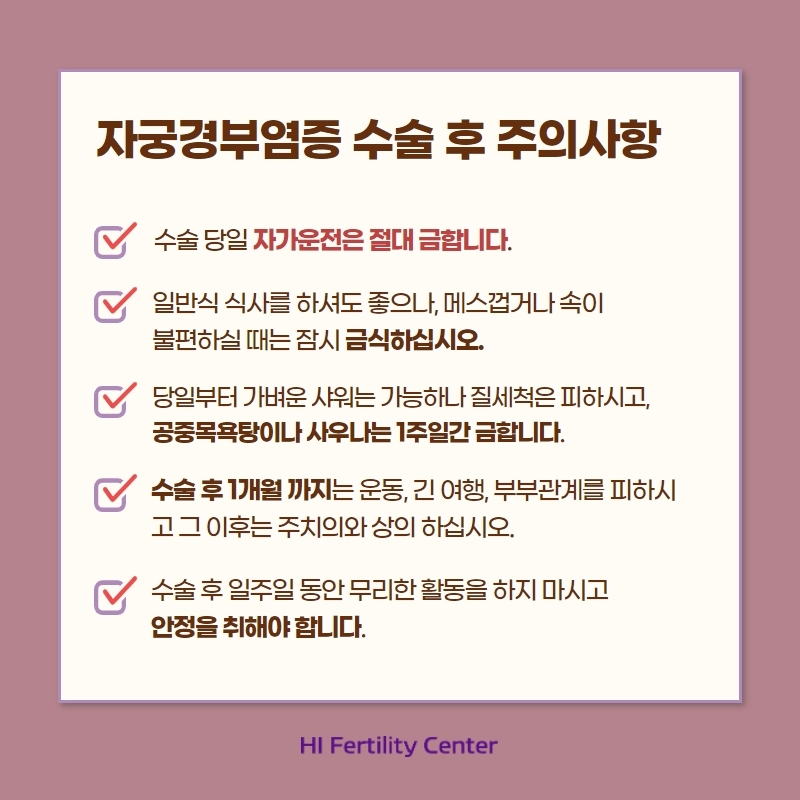 자궁경부염증 수술 후 주의사항
수술 당일 자가운전은 절대 금합니다.
일반식 식사를 하셔도 좋으나, 메스껍거나 속이
불편하실 때는 잠시 금식하십시오.
당일부터 가벼운 샤워는 가능하나 질세척은 피하시고,
공중목욕탕이나 사우나는 1주일간 금합니다.
수술 후 1개월 까지는 운동, 긴 여행, 부부관계를 피하시
고 그 이후는 주치의와 상의 하십시오.
수술 후 일주일 동안 무리한 활동을 하지 마시고
안정을 취해야 합니다.
HI Fertility Center